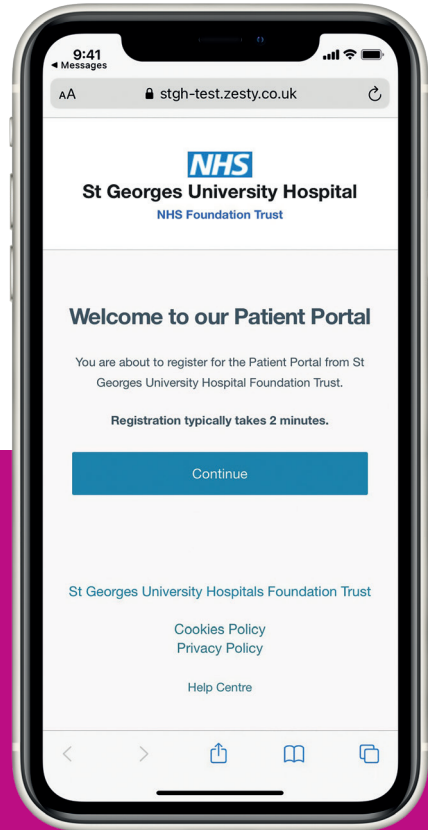 9:41
Messages
AA stgh-test.zesty.co.uk
NHS
St Georges University Hospital
NHS Foundation Trust
Welcome to our Patient Portal
You are about to register for the Patient Portal from St
Georges University Hospital Foundation Trust.
Registration typically takes 2 minutes.
Continue
St Georges University Hospitals Foundation Trust
Cookies Policy
Privacy Policy
Help Centre